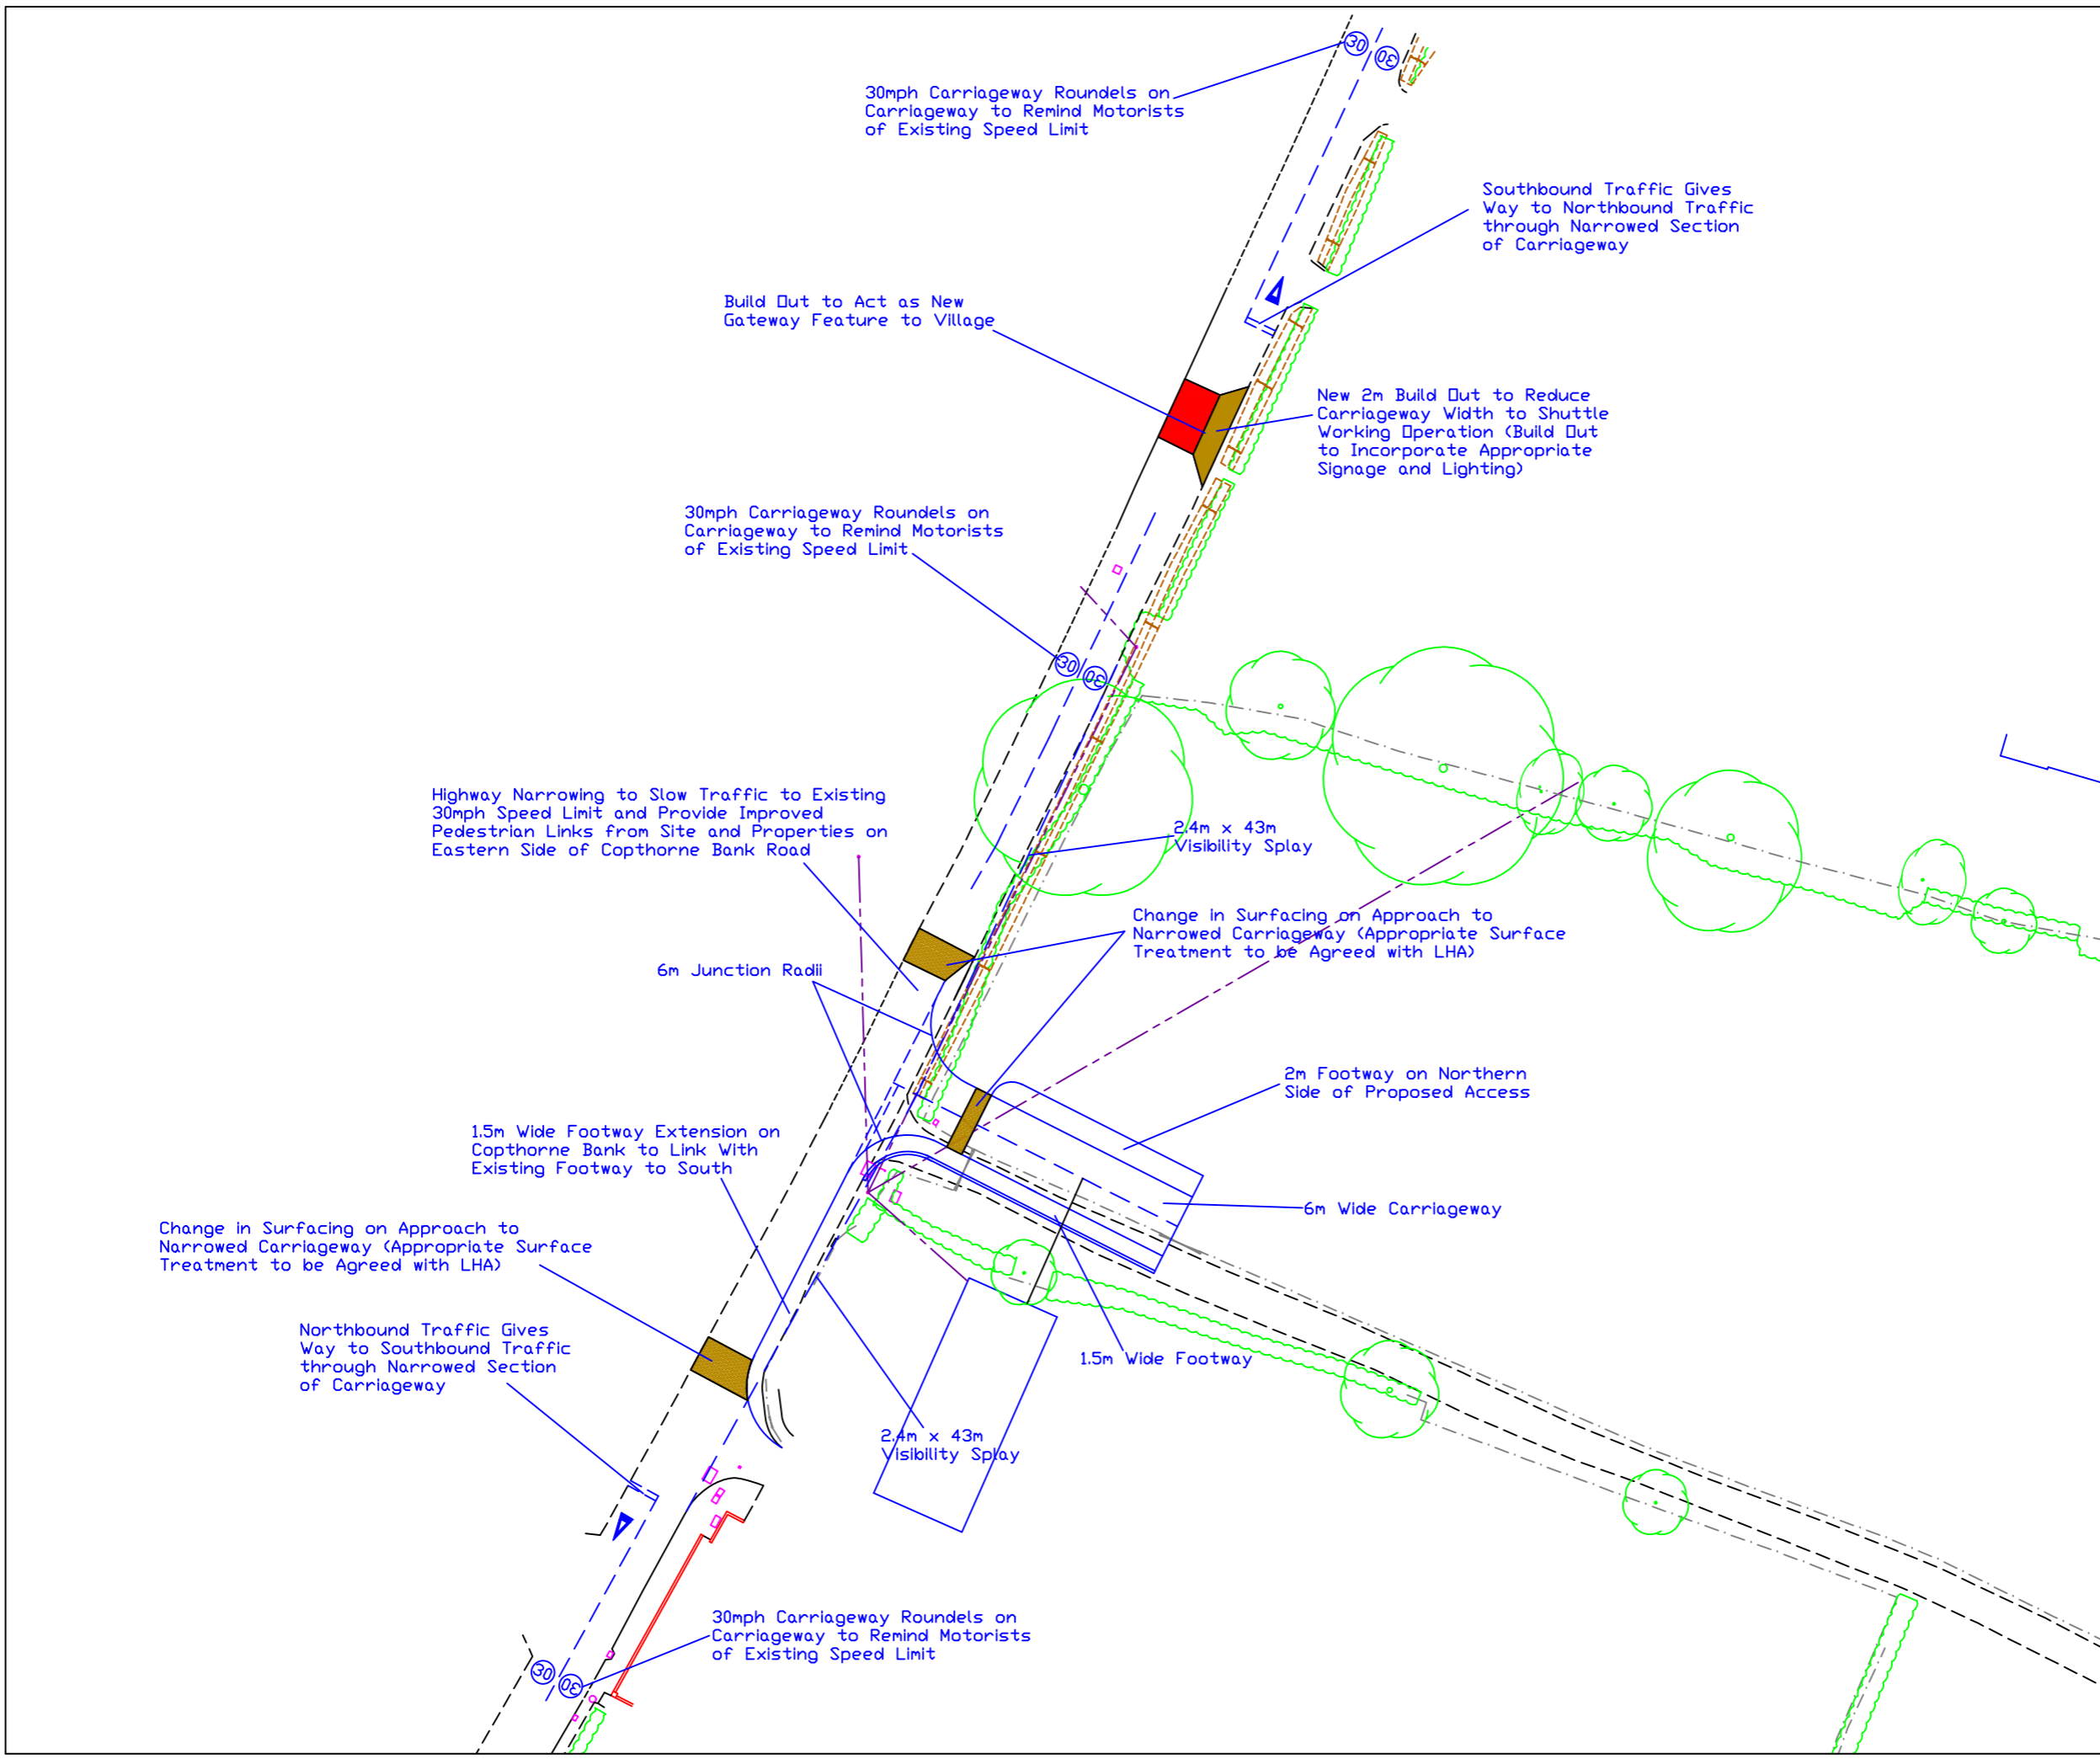 30
30
30mph Carriageway Roundels on
Carriageway to Remind Motorists
of Existing Speed Limit
Southbound Traffic Gives
Way to Northbound Traffic
through Narrowed Section
of Carriageway
Build Out to Act as New
Gateway Feature to Village
New 2m Build Out to Reduce
Carriageway Width to Shuttle
Working Operation (Build Out
to Incorporate Appropriate
Signage and Lighting)
30mph Carriageway Roundels on
Carriageway to Remind Motorists
of Existing Speed Limit
30
30
Highway Narrowing to Slow Traffic to Existing
30mph Speed Limit and Provide Improved
Pedestrian Links from Site and Properties on
Eastern Side of Copthorne Bank Road
2.4m x 43m
Visibility Splay
Change in Surfacing on Approach to
Narrowed Carriageway (Appropriate Surface
Treatment to be Agreed with LHA)
6m Junction Radii
2m Footway on Northern
Side of Proposed Access
1.5m Wide Footway Extension on
Copthorne Bank to Link With
Existing Footway to South
6m Wide Carriageway
Change in Surfacing on Approach to
Narrowed Carriageway (Appropriate Surface
Treatment to be Agreed with LHA)
Northbound Traffic Gives
Way to Southbound Traffic
through Narrowed Section
of Carriageway
1.5m Wide Footway
2.4m x 43m
Visibility Splay
30mph Carriageway Roundels on
Carriageway to Remind Motorists
of Existing Speed Limit
30
30